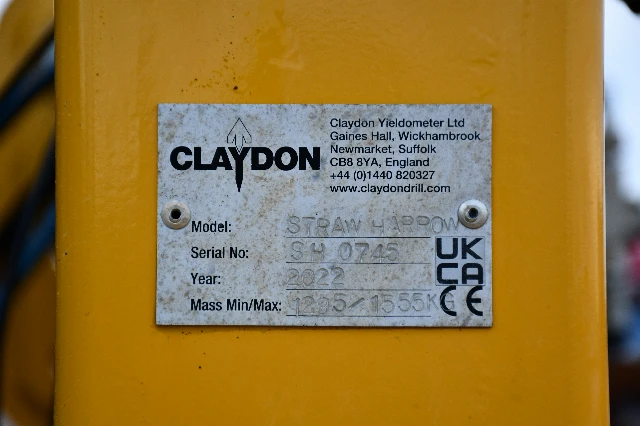 CLAYDON
Claydon Yieldometer Ltd
Gaines Hall, Wickhambrook
Newmarket, Suffolk
CB8 8YA, England
+44 (0)1440 820327
www.claydondrill.com
Model: STRAW HARROW
Serial No: SH 0745
Year: 2022
Mass Min/Max: 1295/1555KG
UK
CA
CE